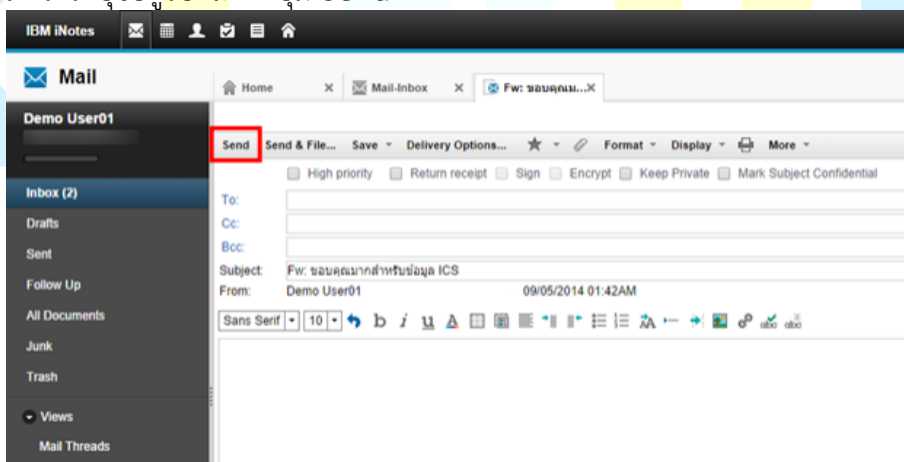 IBM iNotes
Mail
Home X Mail-Inbox X Fw: ขอบคุณม...X
Demo User01
Send Send & File... Save Delivery Options... Format Display More
High priority Return receipt Sign Encrypt Keep Private Mark Subject Confidential
Inbox (2)
To:
Drafts
Cc:
Sent
Bcc:
Subject: Fw: ขอบคุณมากสำหรับข้อมูล ICS
Follow Up
From: Demo User01 09/05/2014 01:42AM
All Documents
Sans Serif 10 b i u A
Junk
Trash
Views
Mail Threads